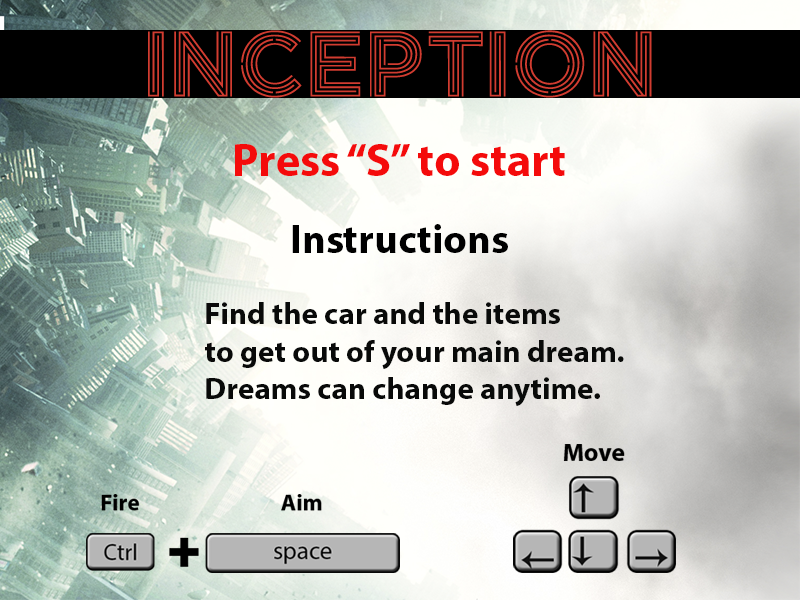 INCEPTION
Press “S” to start
Instructions
Find the car and the items
to get out of your main dream.
Dreams can change anytime.
Move
↑
Fire Aim
Ctrl + space
← ↓ →